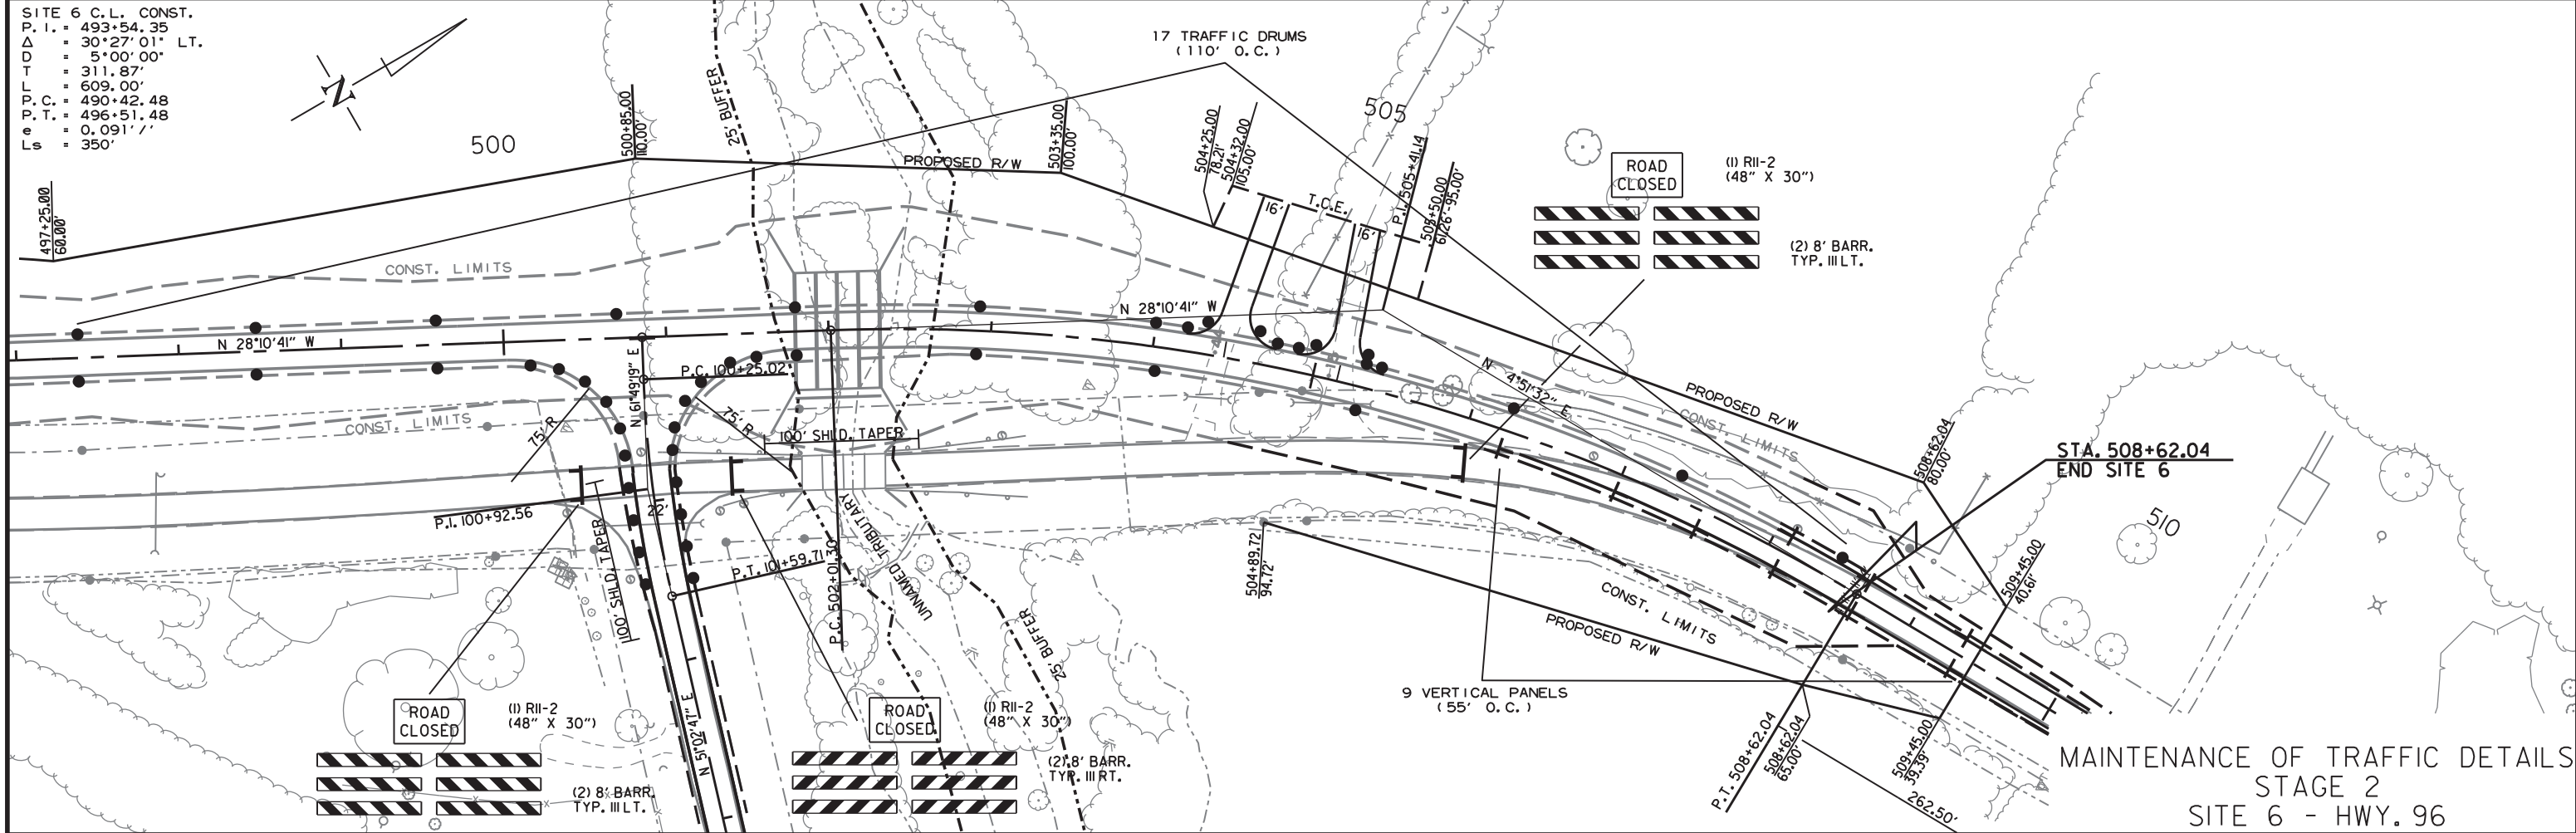 SITE 6 C.L. CONST.
P.I. = 493+54.35
Δ = 30°27'01" LT.
D = 5°00'00"
T = 311.87'
L = 609.00'
P.C. = 490+42.48
P.T. = 496+51.48
e = 0.091'/'
Ls = 350'
N
500
505
510
17 TRAFFIC DRUMS
(110' O.C.)
497+25.00
60.00'
500+85.00
110.00'
25' BUFFER
PROPOSED R/W
503+35.00
100.00'
504+25.00
78.21'
504+32.00
105.00'
16'
T.C.E.
16'
P.I. 505+41.14
505+50.00
61.26'-95.00'
ROAD
CLOSED
(1) R11-2
(48" X 30")
(2) 8' BARR.
TYP. III LT.
CONST. LIMITS
N 28°10'41" W
N 28°10'41" W
N 61°49'19" E
P.C. 100+25.02
75' R
75' R
CONST. LIMITS
100' SHLD. TAPER
N 4°51'32" E
PROPOSED R/W
CONST. LIMITS
508+62.04
80.00'
STA. 508+62.04
END SITE 6
P.I. 100+92.56
22'
100' SHLD. TAPER
P.T. 101+59.71
P.C. 502+01.30
UNNAMED TRIBUTARY
25' BUFFER
504+89.72
94.72'
CONST. LIMITS
PROPOSED R/W
509+45.00
40.61'
9 VERTICAL PANELS
(55' O.C.)
ROAD
CLOSED
(1) R11-2
(48" X 30")
(2) 8' BARR.
TYP. III LT.
N 51°02'47" E
ROAD
CLOSED
(1) R11-2
(48" X 30")
(2) 8' BARR.
TYP. III RT.
P.T. 508+62.04
508+62.04
65.00'
509+45.00
39.39'
262.50'
MAINTENANCE OF TRAFFIC DETAILS
STAGE 2
SITE 6 - HWY. 96